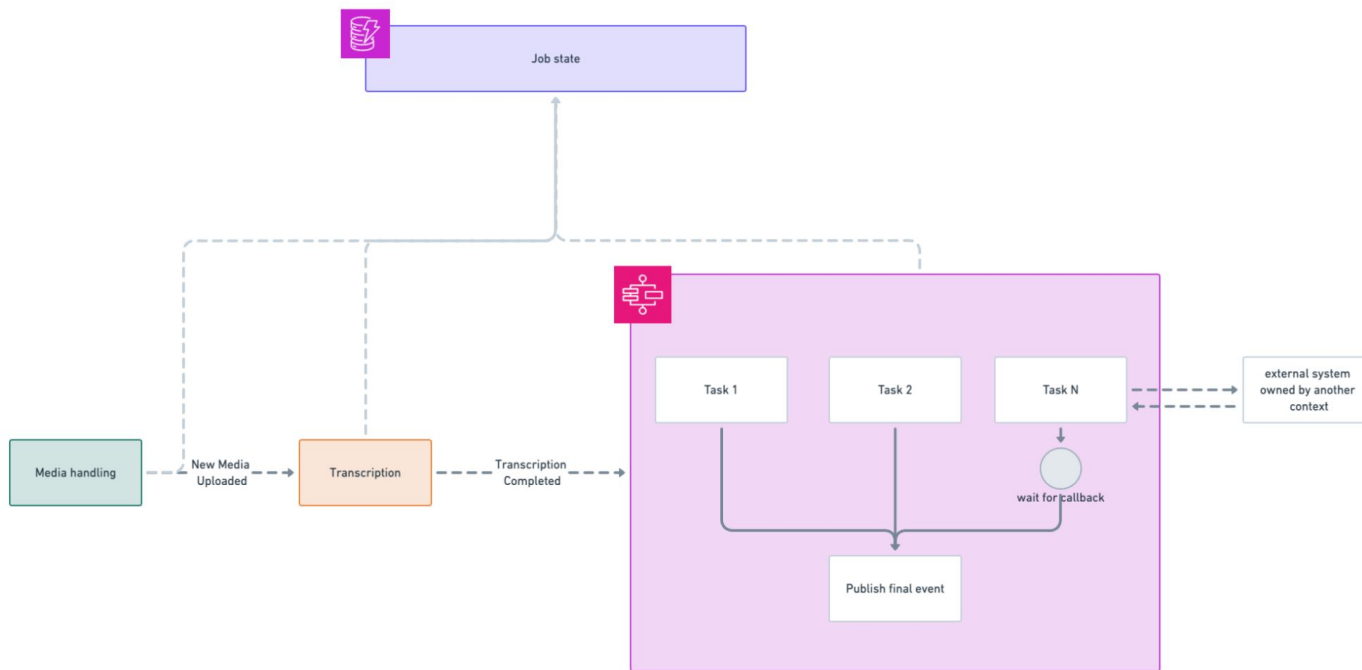 Job state
Task 1
Task 2
Task N
external system
owned by another
context
Media handling
New Media
Uploaded
Transcription
Transcription
Completed
wait for callback
Publish final event